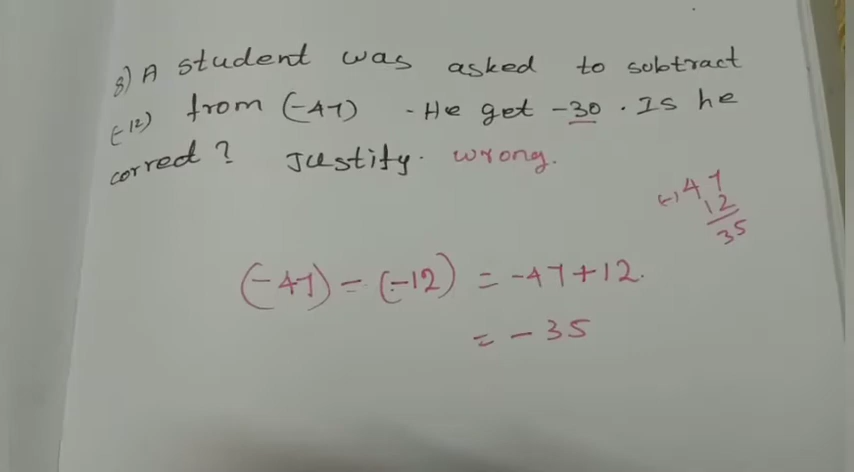 8) A student was asked to subtract
(-12) from (-47) - He get -30. Is he
corred? Justify. wrong.
(-) 47
12
35
(-47) - (-12) = -47+12.
= -35